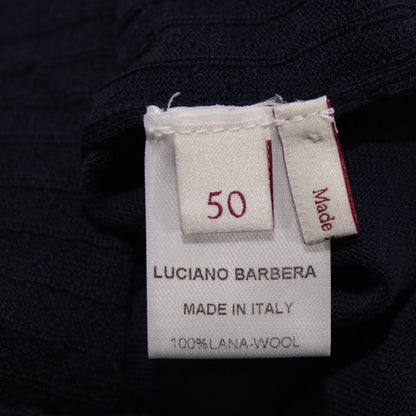 50
Made
LUCIANO BARBERA
MADE IN ITALY
100%LANA-WOOL